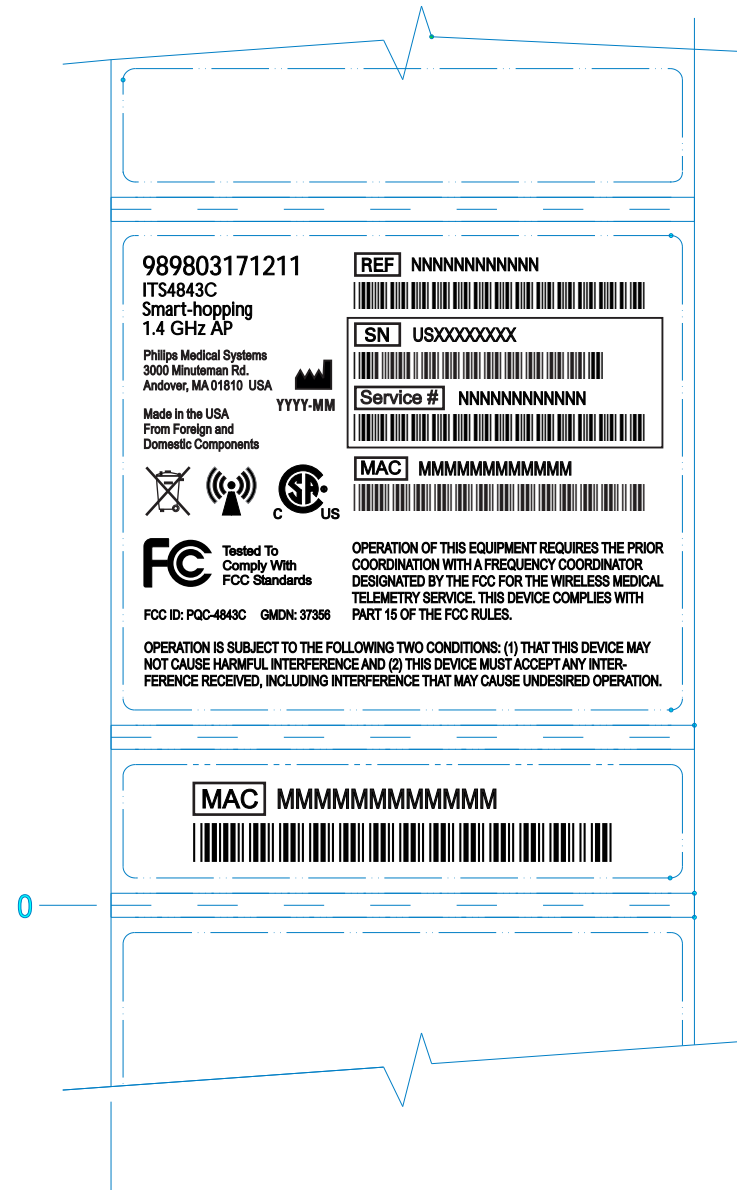 989803171211
ITS4843C
Smart-hopping
1.4 GHz AP
Philips Medical Systems
3000 Minuteman Rd.
Andover, MA 01810 USA
YYYY-MM
Made in the USA
From Foreign and
Domestic Components
REF NNNNNNNNNNNN
SN USXXXXXXXX
Service # NNNNNNNNNNNN
MAC MMMMMMMMMMMM
SA
C US
FC
Tested To
Comply With
FCC Standards
FCC ID: PQC-4843C GMDN: 37356
OPERATION OF THIS EQUIPMENT REQUIRES THE PRIOR
COORDINATION WITH A FREQUENCY COORDINATOR
DESIGNATED BY THE FCC FOR THE WIRELESS MEDICAL
TELEMETRY SERVICE. THIS DEVICE COMPLIES WITH
PART 15 OF THE FCC RULES.
OPERATION IS SUBJECT TO THE FOLLOWING TWO CONDITIONS: (1) THAT THIS DEVICE MAY
NOT CAUSE HARMFUL INTERFERENCE AND (2) THIS DEVICE MUST ACCEPT ANY INTER-
FERENCE RECEIVED, INCLUDING INTERFERENCE THAT MAY CAUSE UNDESIRED OPERATION.
MAC MMMMMMMMMMMM
0